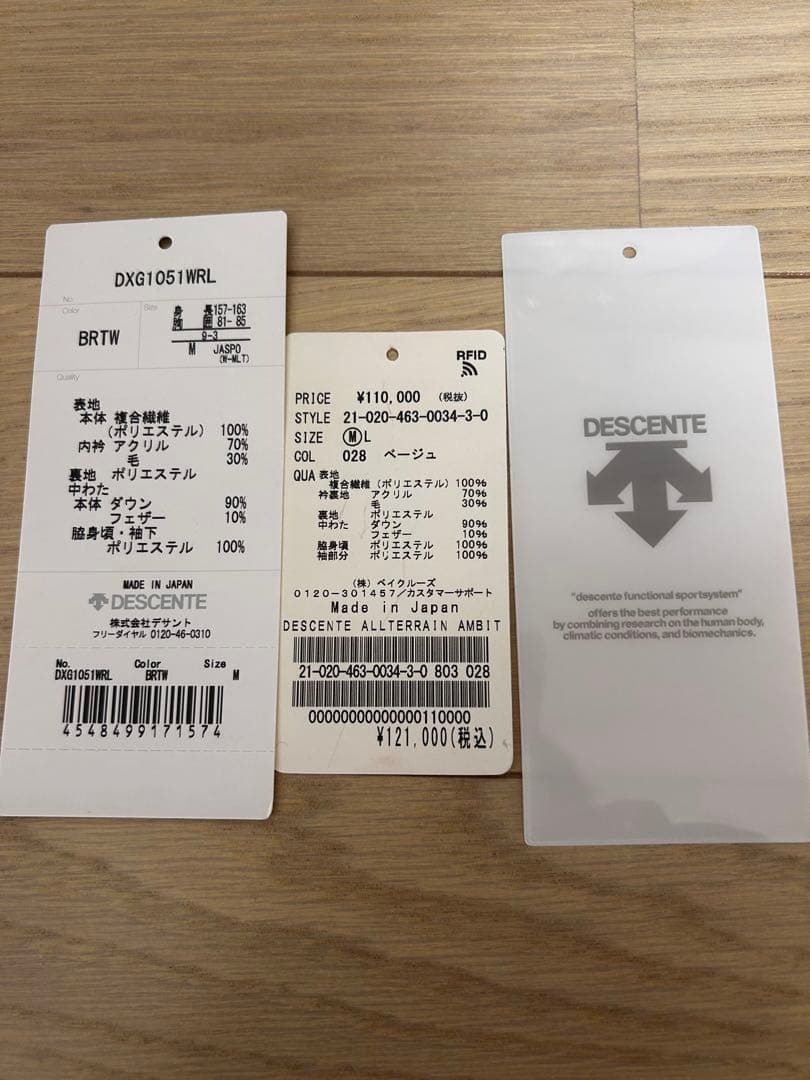 DXG1051WRL
No.
Color
BRTW
Size
身 長157-163
胸 囲 81- 85
9-3
M JASPO
(W-MLT)
Quality
表地
本体 複合繊維
(ポリエステル) 100%
内衿 アクリル 70%
毛 30%
裏地 ポリエステル
中わた
本体 ダウン 90%
フェザー 10%
脇身頃・袖下
ポリエステル 100%
MADE IN JAPAN
DESCENTE
株式会社デサント
フリーダイヤル 0120-46-0310
No. Color Size
DXG1051WRL BRTW M
4548499171574
RFID
PRICE ¥110,000 (税抜)
STYLE 21-020-463-0034-3-0
SIZE Ⓜ L
COL 028 ベージュ
QUA 表地
複合繊維 (ポリエステル) 100%
衿裏地 アクリル 70%
毛 30%
裏地 ポリエステル
中わた ダウン 90%
フェザー 10%
脇身頃 ポリエステル 100%
袖部分 ポリエステル 100%
(株) ベイクルーズ
0120-301457/カスタマーサポート
Made in Japan
DESCENTE ALLTERRAIN AMBIT
21-020-463-0034-3-0 803 028
00000000000000110000
¥121,000(税込)
DESCENTE
"descente functional sportsystem"
offers the best performance
by combining research on the human body,
climatic conditions, and biomechanics.